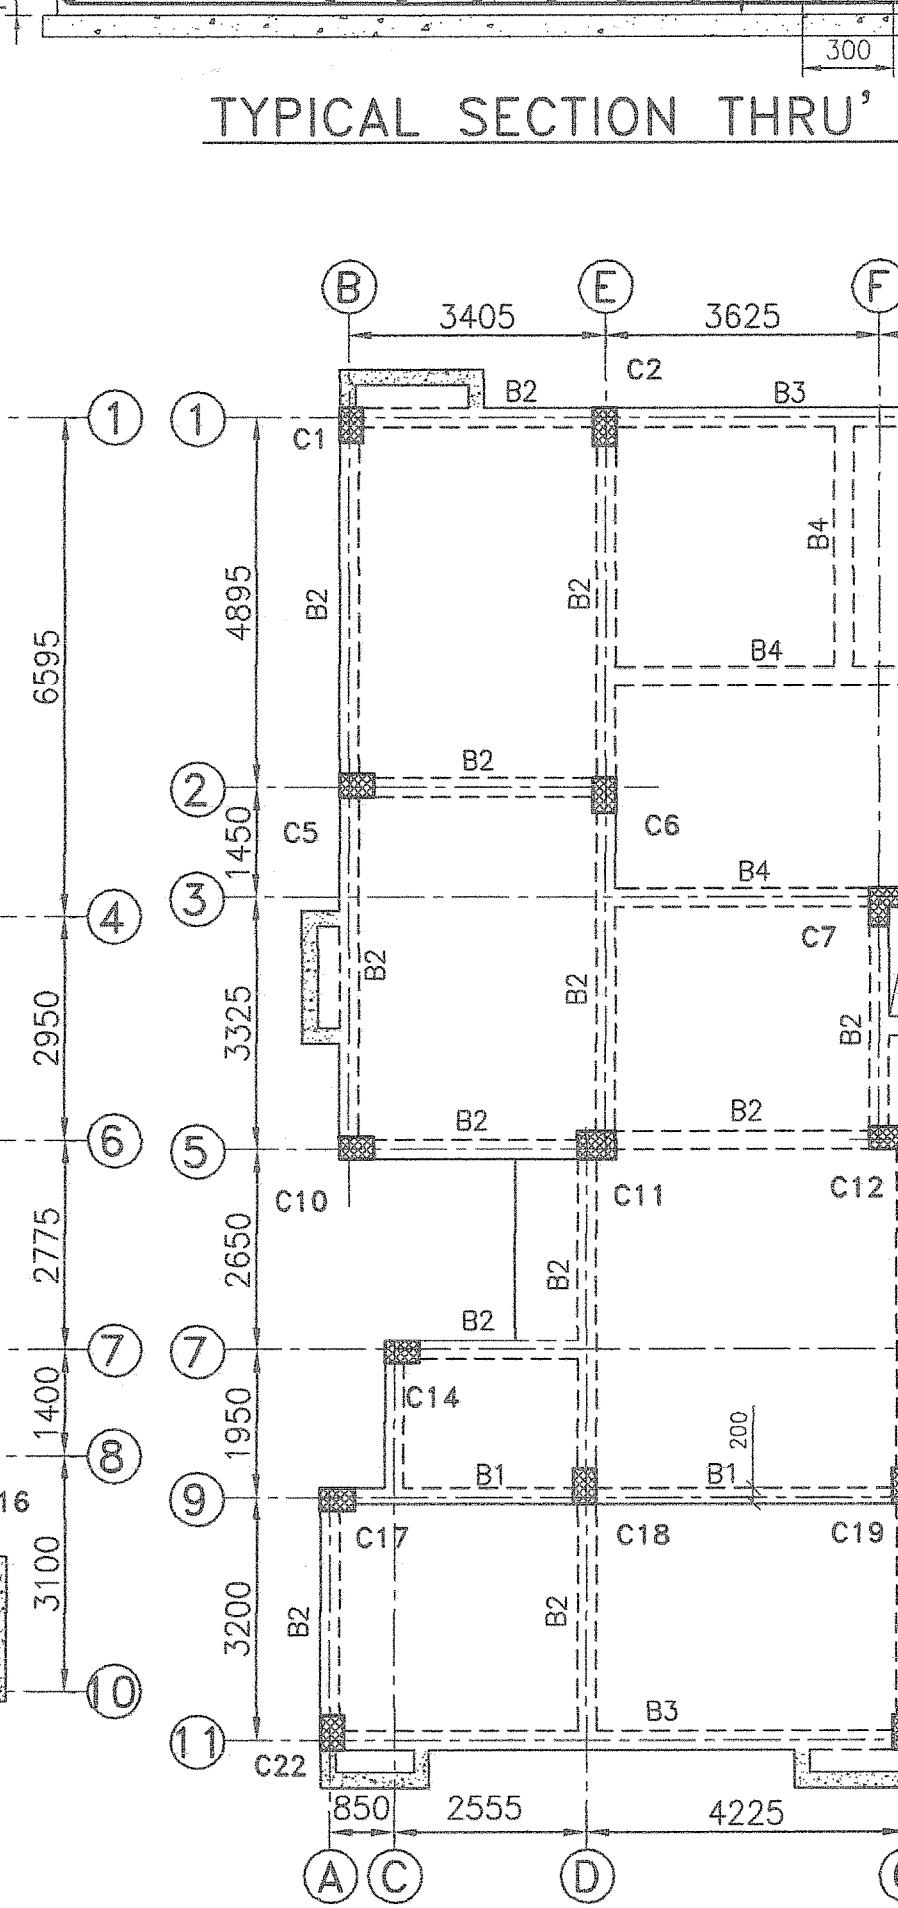 300
TYPICAL SECTION THRU'
B E F
3405 3625
C2
B2 B3
1 1
C1
B4
4895
B2 B2
6595
B4
B2
2
1450
C5 C6
B4
3
4
C7
B2
B2
2950
3325
B2
B2
B2
6 5
C10 C11 C12
2775
2650
B2
B2
7 7
C14
1400
1950
200
8
B1 B1
9
16
C17 C18 C19
3100
3200
B2
B2
10
B3
11
C22
850 2555 4225
A C D